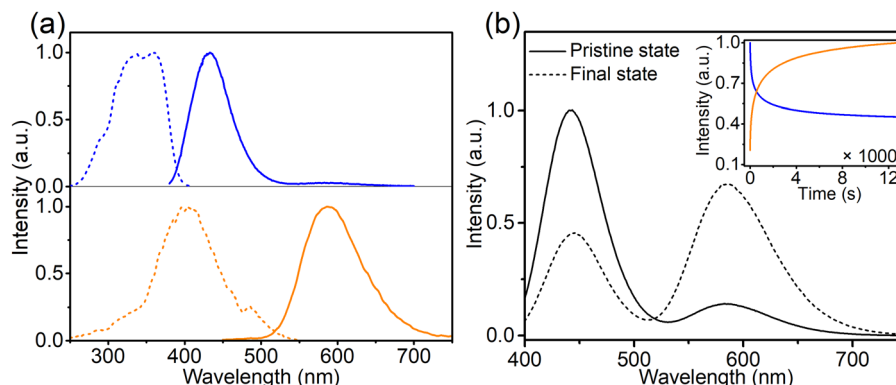 (a)
Intensity (a.u.)
1.0
0.5
0.0
1.0
0.5
0.0
250 300 400 500 600 700
Wavelength (nm)
(b)
Intensity (a.u.)
1.0
0.5
0.0
Pristine state
Final state
400 500 600 700
Wavelength (nm)
Intensity (a.u.)
1.0
0.7
0.4
0.1
× 1000
0 4 8 12
Time (s)